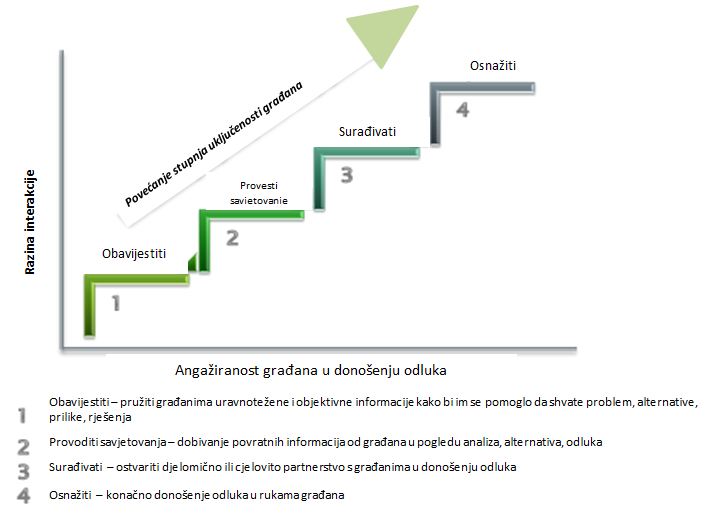 Osnažiti
4
Surađivati
3
Povećanje stupnja uključenosti građana
Provesti
savietovanie
2
Obavijestiti
1
Razina interakcije
Angažiranost građana u donošenju odluka
1 Obavijestiti – pružiti građanima uravnotežene i objektivne informacije kako bi im se pomoglo da shvate problem, alternative,
prilike, rješenja
2 Provoditi savjetovanja – dobivanje povratnih informacija od građana u pogledu analiza, alternativa, odluka
3 Surađivati – ostvariti djelomično ili cjelovito partnerstvo s građanima u donošenju odluka
4 Osnažiti – konačno donošenje odluka u rukama građana